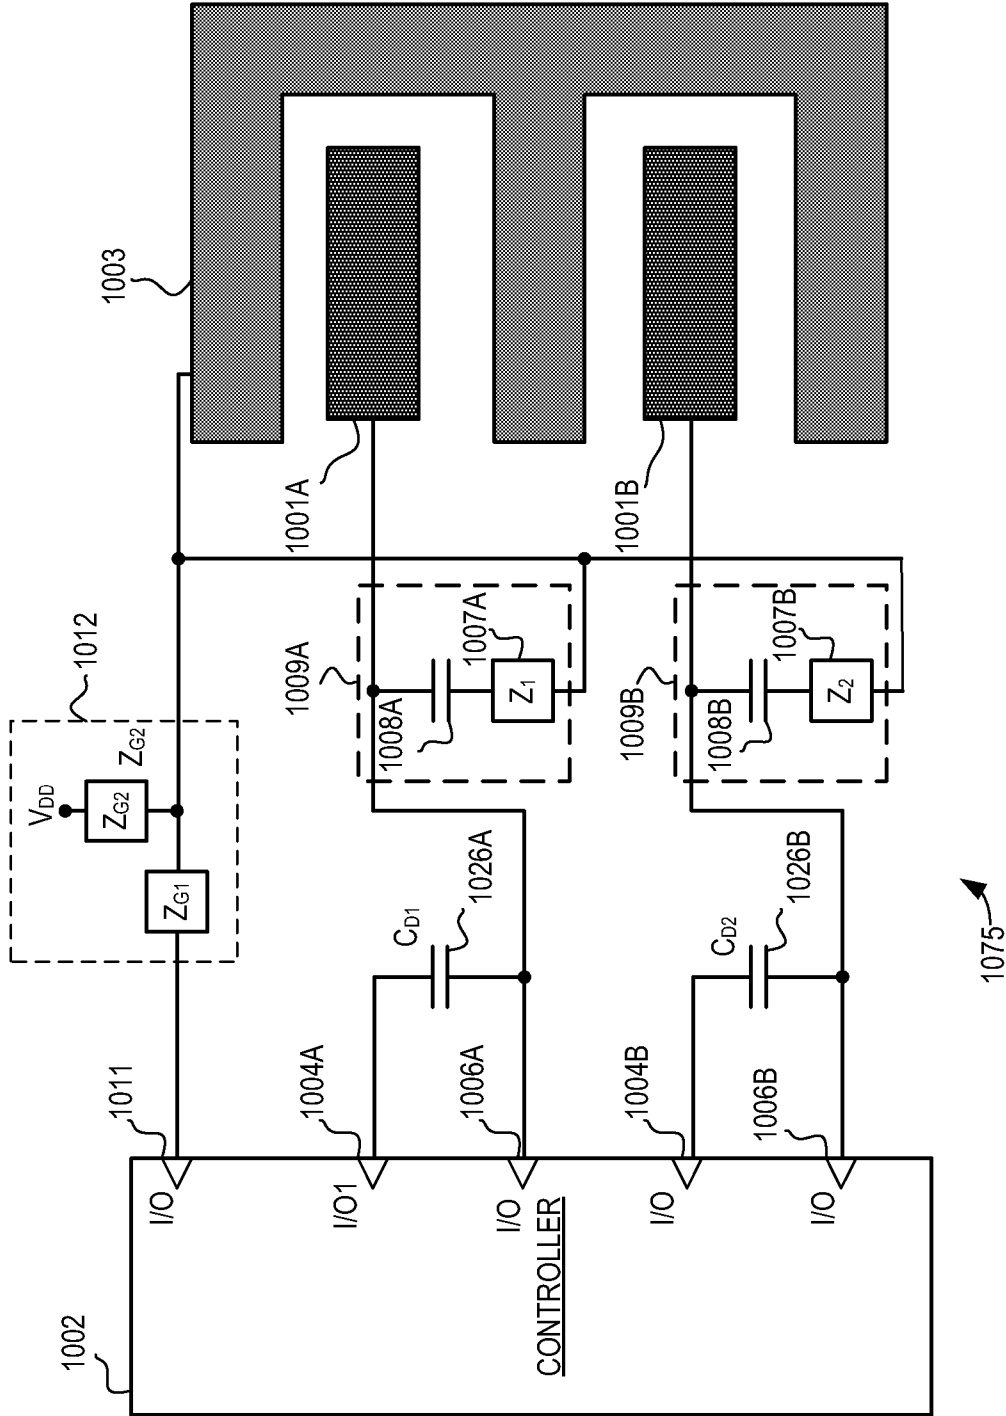 1002
CONTROLLER
I/O
I/O1
I/O
I/O
I/O
1011
1004A
1006A
1004B
1006B
1012
VDD
ZG2
ZG2
ZG1
CD1
1026A
CD2
1026B
1009A
1008A
1007A
Z1
1009B
1008B
1007B
Z2
1003
1001A
1001B
1075